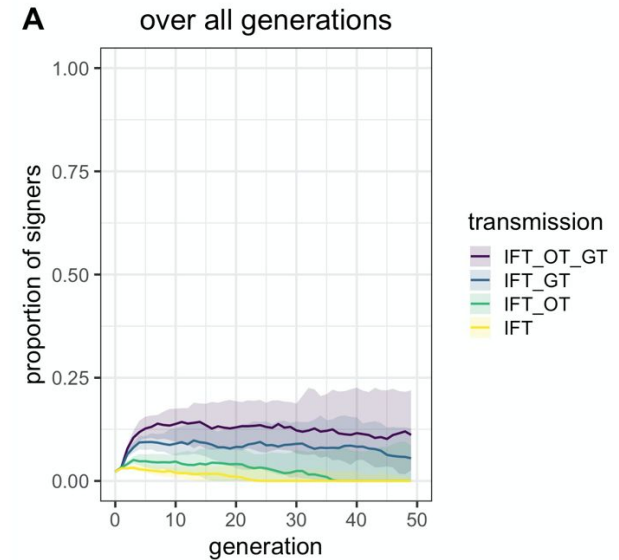 A
over all generations
1.00
0.75
0.50
0.25
0.00
proportion of signers
0
10
20
30
40
50
generation
transmission
IFT_OT_GT
IFT_GT
IFT_OT
IFT